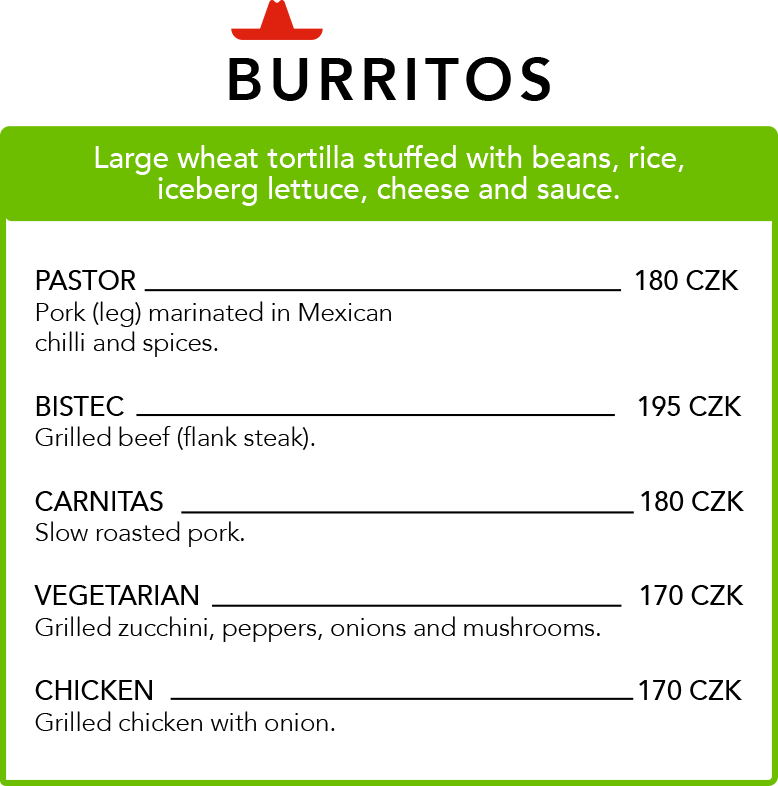 BURRITOS
Large wheat tortilla stuffed with beans, rice,
iceberg lettuce, cheese and sauce.
PASTOR 180 CZK
Pork (leg) marinated in Mexican
chilli and spices.
BISTEC 195 CZK
Grilled beef (flank steak).
CARNITAS 180 CZK
Slow roasted pork.
VEGETARIAN 170 CZK
Grilled zucchini, peppers, onions and mushrooms.
CHICKEN 170 CZK
Grilled chicken with onion.